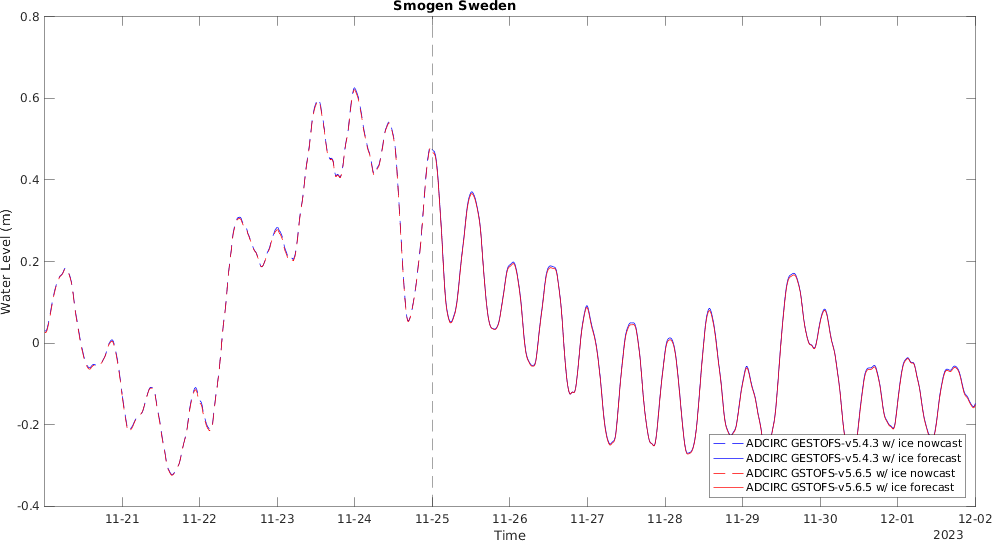 Smogen Sweden
0.8
0.6
0.4
0.2
0
-0.2
-0.4
Water Level (m)
ADCIRC GESTOFS-v5.4.3 w/ ice nowcast
ADCIRC GESTOFS-v5.4.3 w/ ice forecast
ADCIRC GSTOFS-v5.6.5 w/ ice nowcast
ADCIRC GSTOFS-v5.6.5 w/ ice forecast
11-21 11-22 11-23 11-24 11-25 11-26 11-27 11-28 11-29 11-30 12-01 12-02
Time
2023